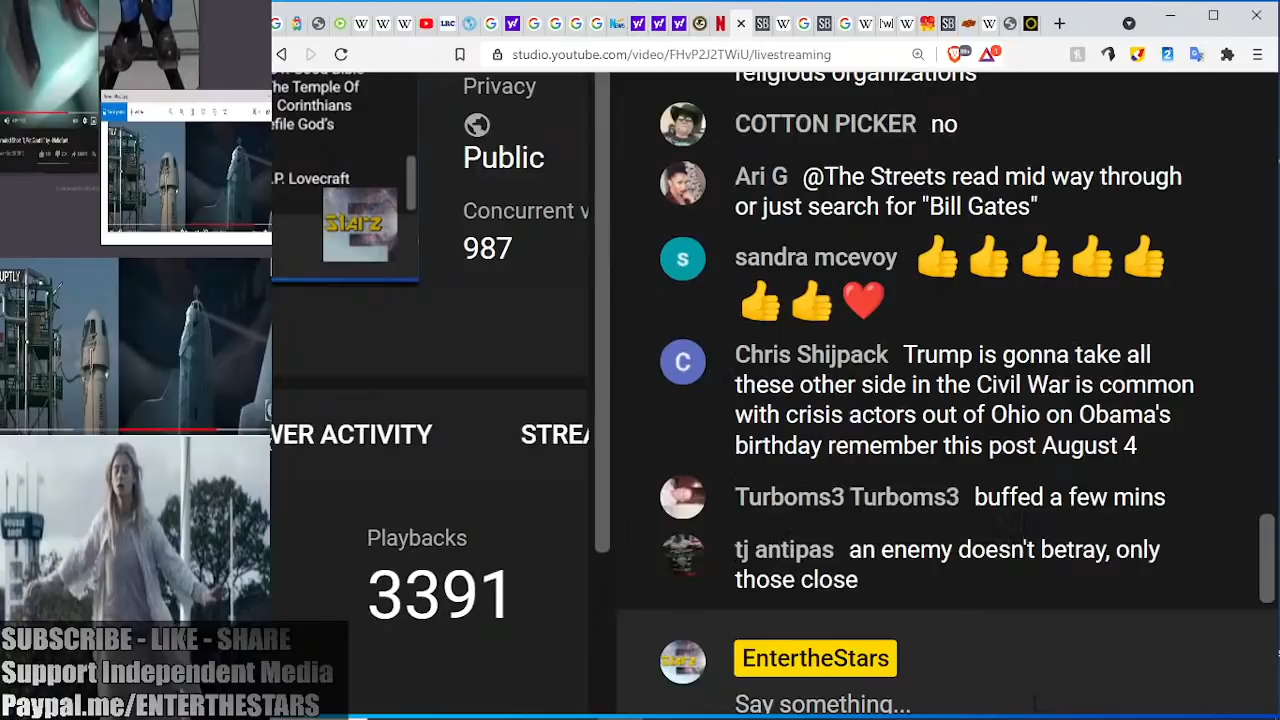 studio.youtube.com/video/FHvP2J2TWiU/livestreaming
religious organizations
COTTON PICKER no
Ari G @The Streets read mid way through
or just search for "Bill Gates"
sandra mcevoy
Chris Shijpack Trump is gonna take all
these other side in the Civil War is common
with crisis actors out of Ohio on Obama's
birthday remember this post August 4
Turboms3 Turboms3 buffed a few mins
tj antipas an enemy doesn't betray, only
those close
EntertheStars
Say something...
The Temple Of
Corinthians
efile God's
.P. Lovecraft
starz
Privacy
Public
Concurrent v
987
WER ACTIVITY
STREA
Playbacks
3391
UPTLY
SUBSCRIBE - LIKE - SHARE
Support Independent Media
Paypal.me/ENTERTHESTARS